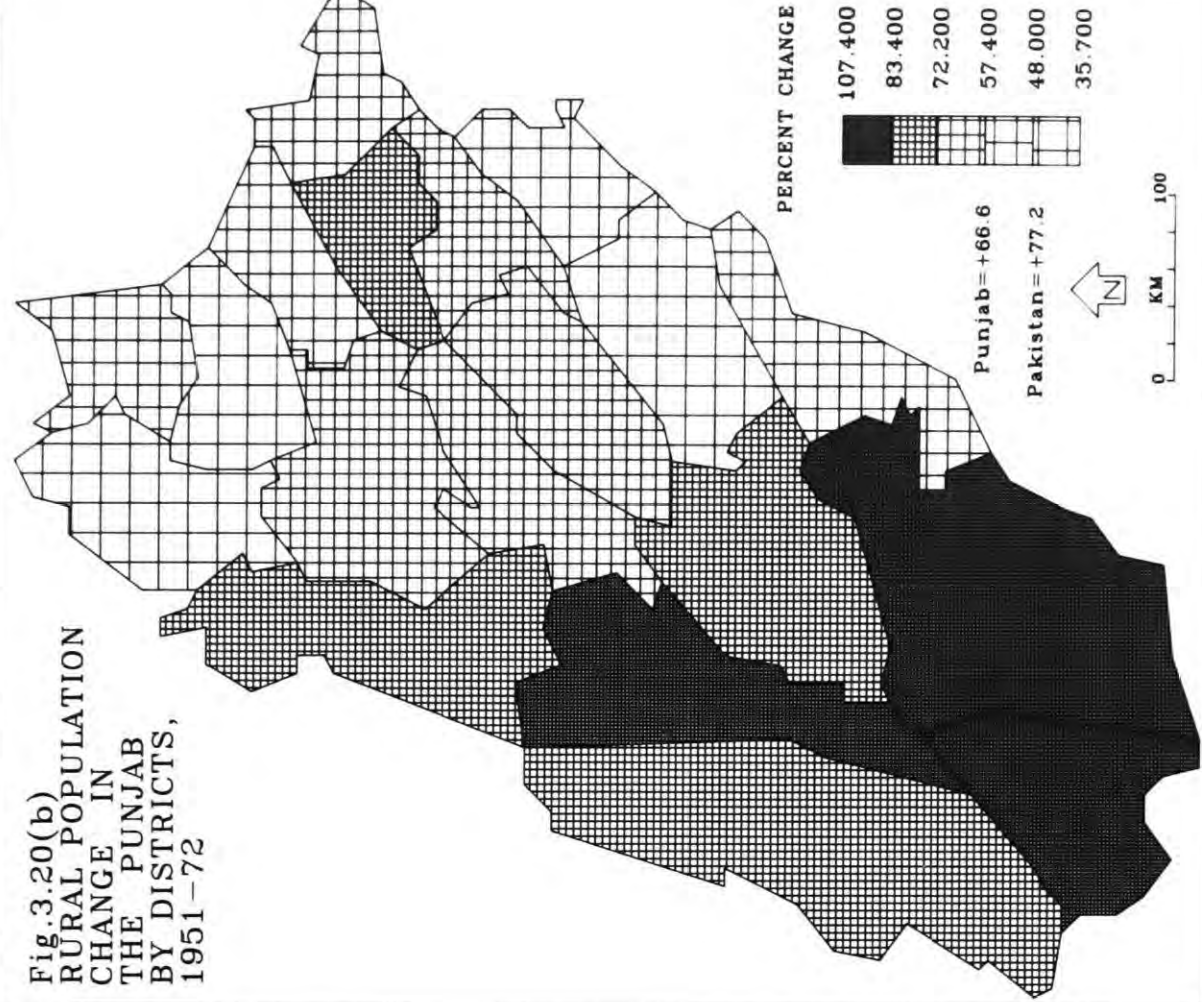 Fig.3.20(b)
RURAL POPULATION
CHANGE IN
THE PUNJAB
BY DISTRICTS,
1951-72
PERCENT CHANGE
107.400
83.400
72.200
57.400
48.000
35.700
Punjab=+66.6
Pakistan=+77.2
N
KM
0 100